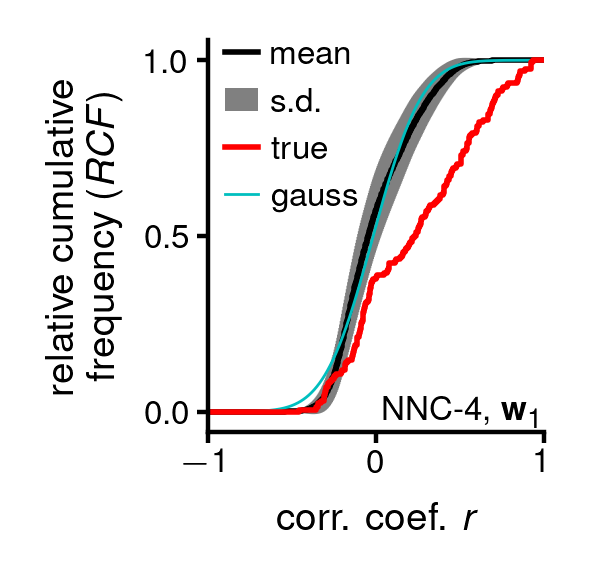 relative cumulative
frequency (RCF)
1.0
0.5
0.0
mean
s.d.
true
gauss
NNC-4, w1
−1
0
1
corr. coef. r